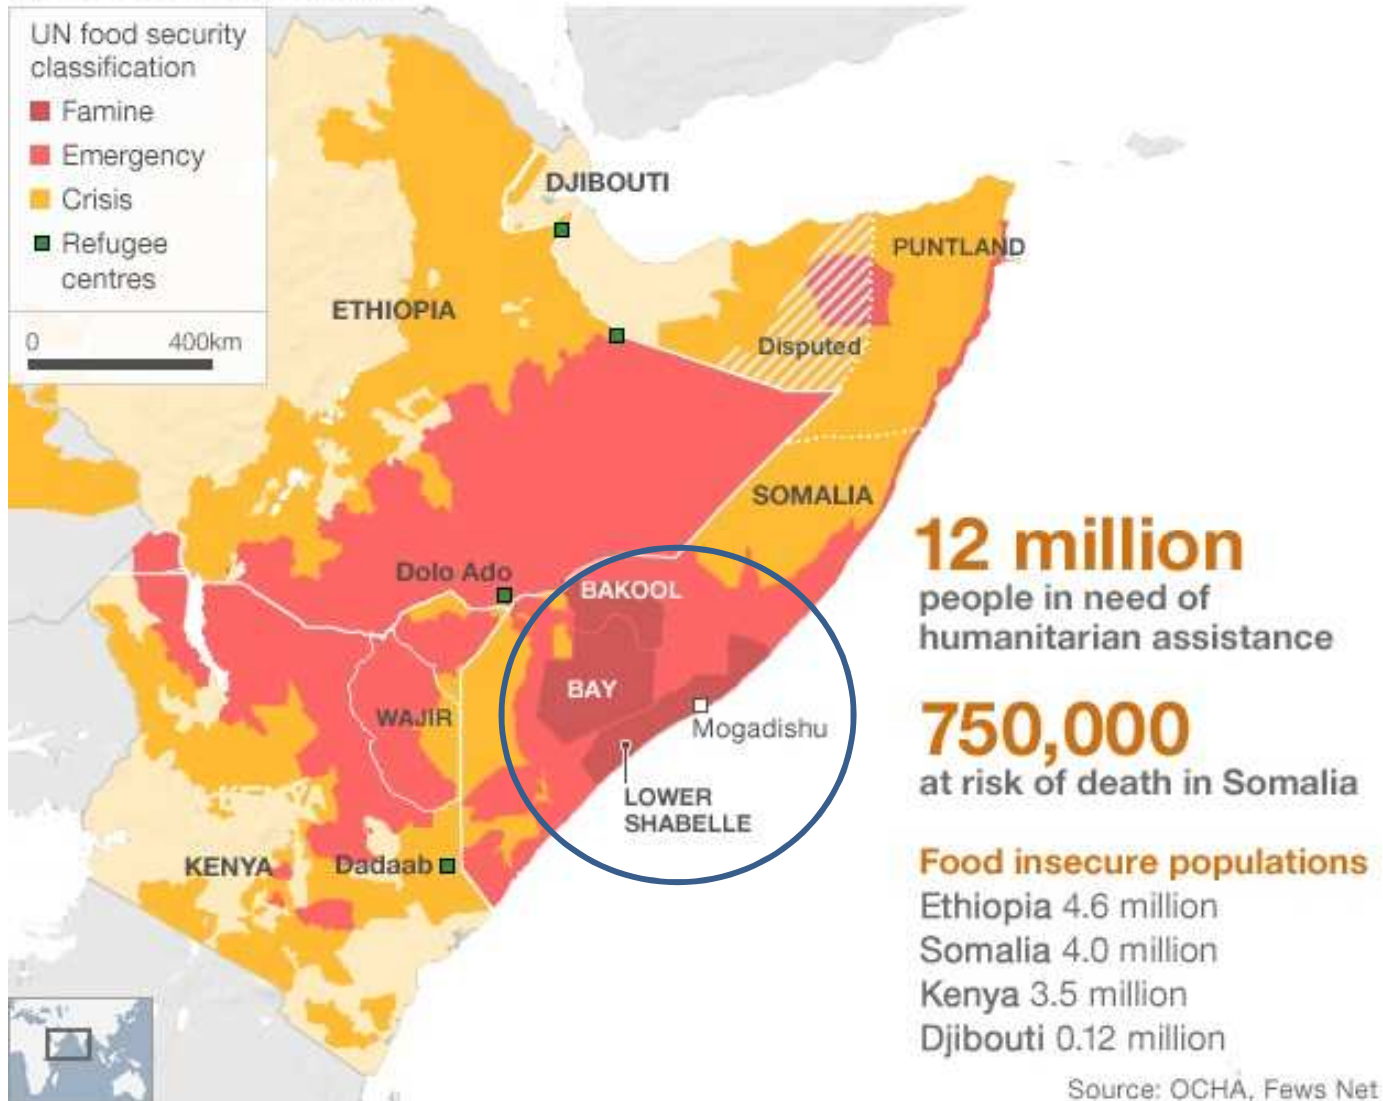 UN food security
classification
Famine
Emergency
Crisis
Refugee
centres
0 400km
DJIBOUTI
PUNTLAND
ETHIOPIA
Disputed
SOMALIA
Dolo Ado
BAKOOL
BAY
WAJIR
Mogadishu
LOWER
SHABELLE
KENYA
Dadaab
12 million
people in need of
humanitarian assistance
750,000
at risk of death in Somalia
Food insecure populations
Ethiopia 4.6 million
Somalia 4.0 million
Kenya 3.5 million
Djibouti 0.12 million
Source: OCHA, Fews Net